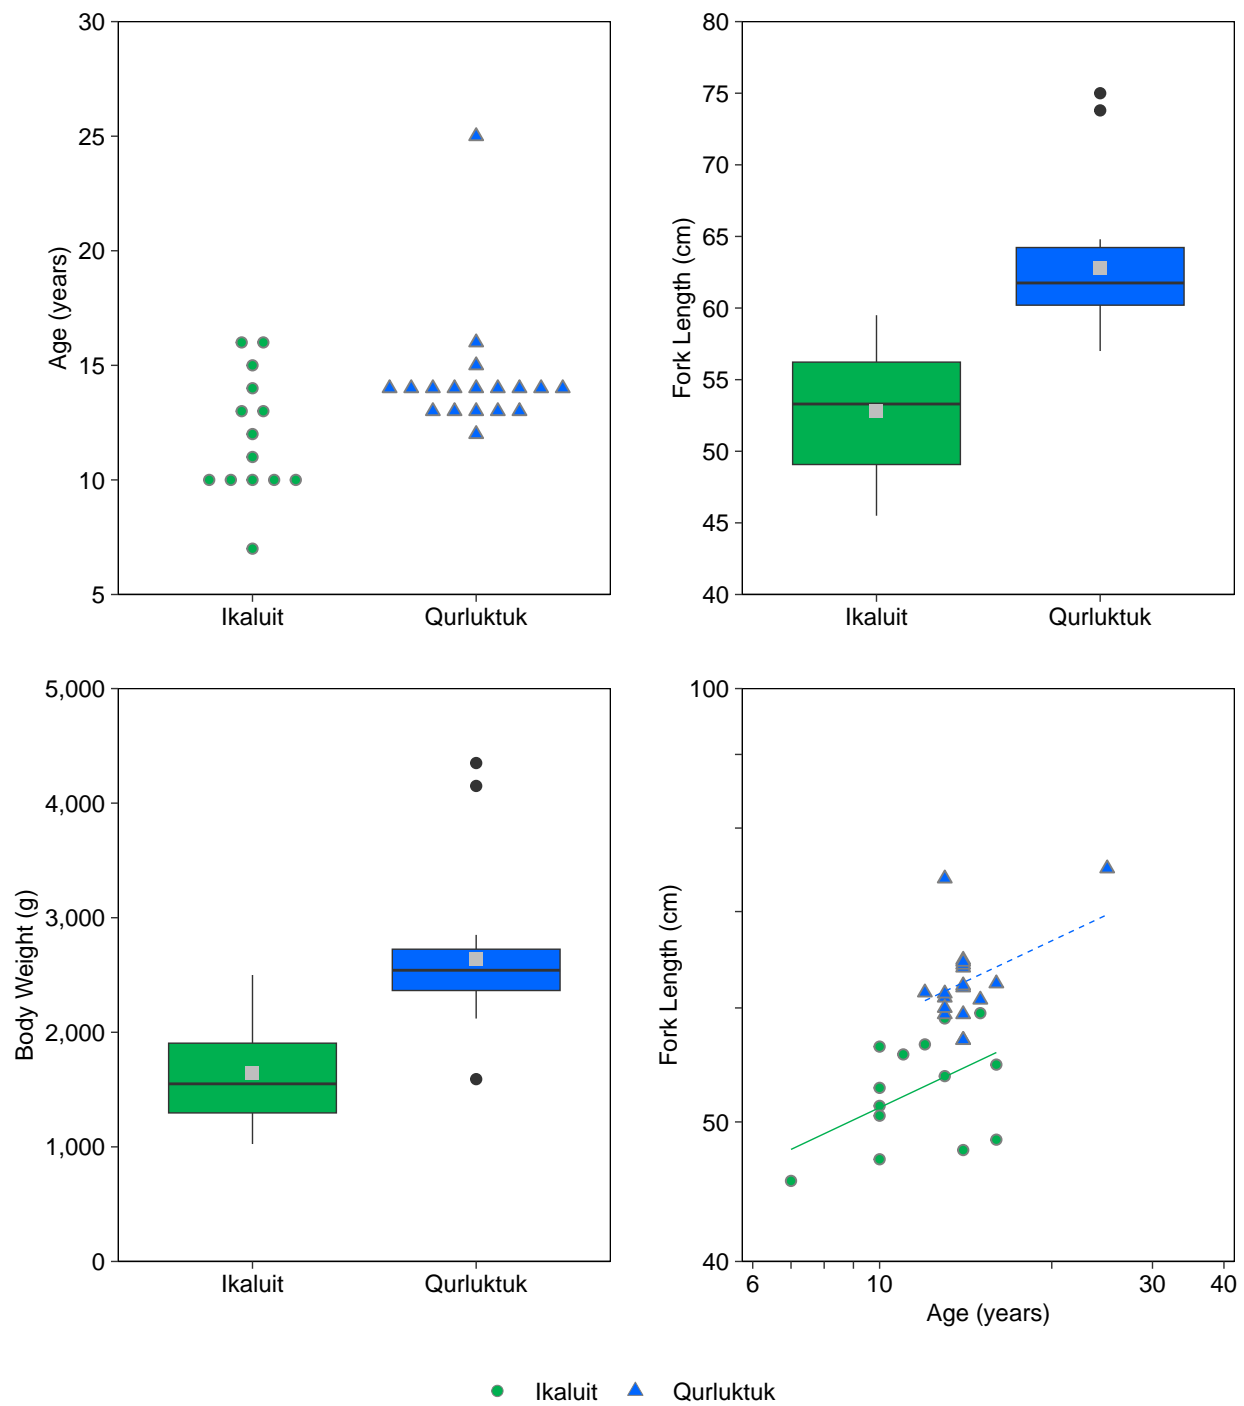 30
25
20
15
10
5
Age (years)
Ikaluit
Qurluktuk
80
75
70
65
60
55
50
45
40
Fork Length (cm)
Ikaluit
Qurluktuk
5,000
4,000
3,000
2,000
1,000
0
Body Weight (g)
Ikaluit
Qurluktuk
100
50
40
Fork Length (cm)
6 10 30 40
Age (years)
Ikaluit Qurluktuk